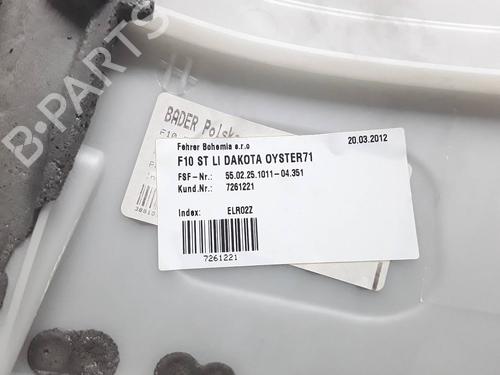 B-PARTS
BADER Polska
Fehrer Bohemia s.r.o
20.03.2012
F10 ST LI DAKOTA OYSTER71
FSF-Nr.: 55.02.25.1011-04.351
Kund.Nr.: 7261221
Index: ELR02Z
7261221